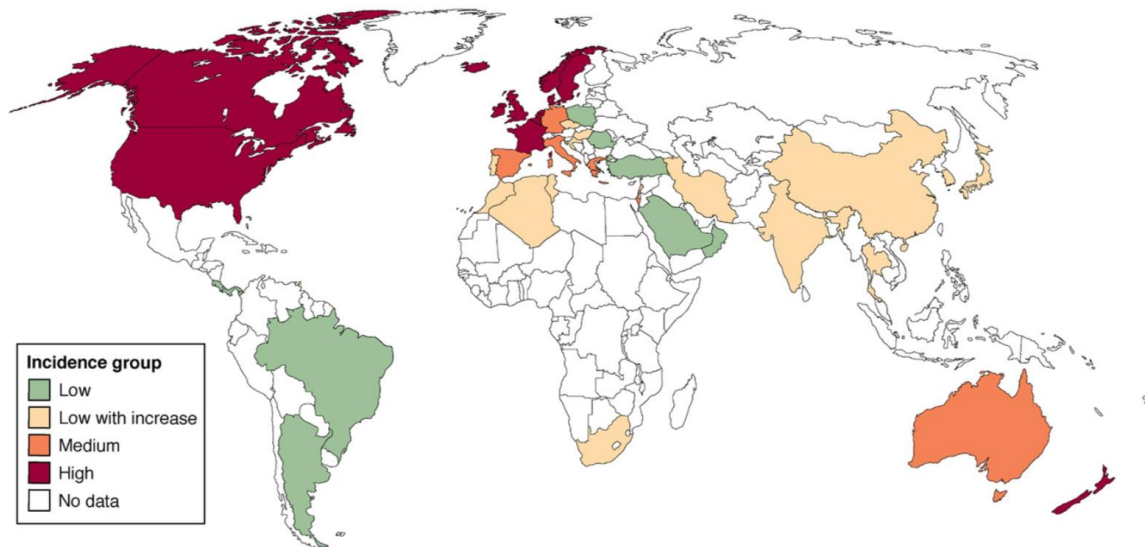 Incidence group
Low
Low with increase
Medium
High
No data